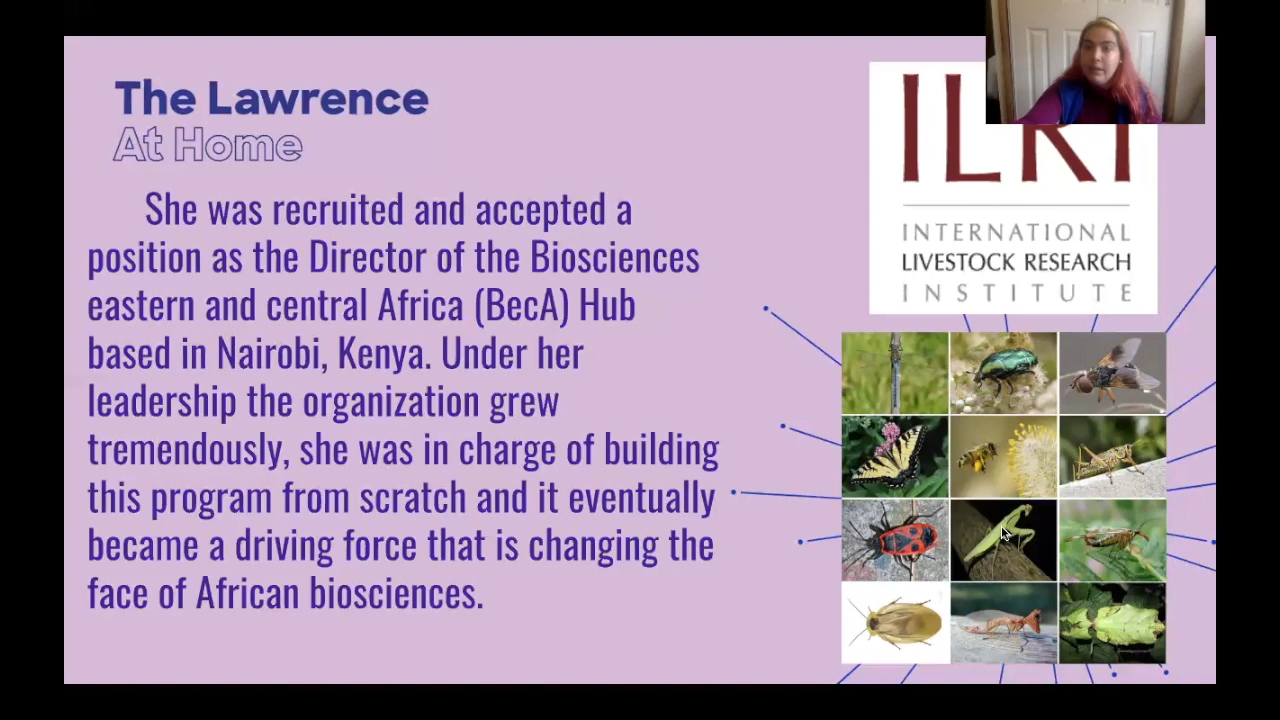 The Lawrence
At Home
She was recruited and accepted a
position as the Director of the Biosciences
eastern and central Africa (BecA) Hub
based in Nairobi, Kenya. Under her
leadership the organization grew
tremendously, she was in charge of building
this program from scratch and it eventually
became a driving force that is changing the
face of African biosciences.
ILRI
INTERNATIONAL
LIVESTOCK RESEARCH
INSTITUTE